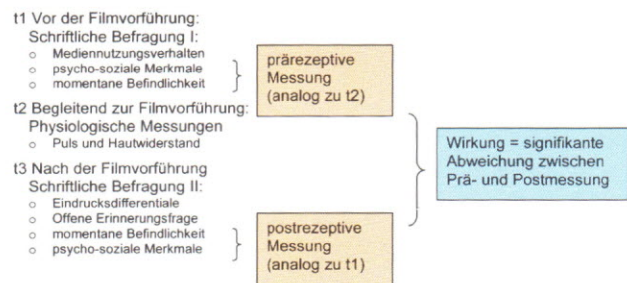 t1 Vor der Filmvorführung:
Schriftliche Befragung I:
○ Mediennutzungsverhalten
○ psycho-soziale Merkmale
○ momentane Befindlichkeit
prärezeptive
Messung
(analog zu t2)
t2 Begleitend zur Filmvorführung:
Physiologische Messungen
○ Puls und Hautwiderstand
Wirkung = signifikante
Abweichung zwischen
Prä- und Postmessung
t3 Nach der Filmvorführung
Schriftliche Befragung II:
○ Eindrucksdifferentiale
○ Offene Erinnerungsfrage
○ momentane Befindlichkeit
○ psycho-soziale Merkmale
postrezeptive
Messung
(analog zu t1)